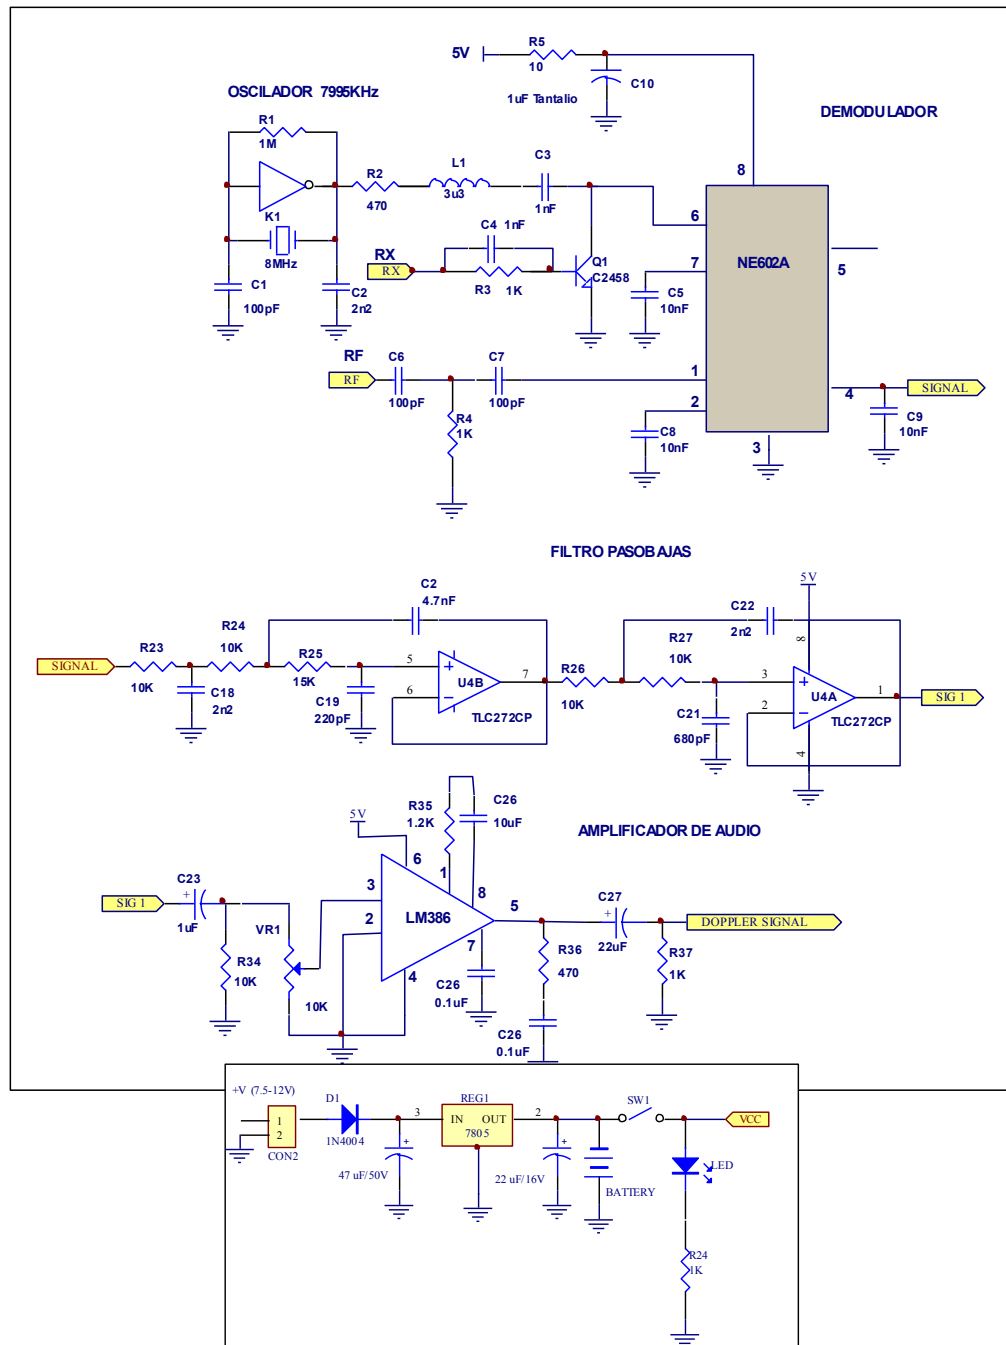 5V
R5
10
C10
1uF Tantalio
OSCILADOR 7995KHz
DEMODULADOR
R1
1M
K1
8MHz
C1
100pF
C2
2n2
R2
470
L1
3u3
C3
1nF
C4 1nF
RX
RX
R3 1K
Q1
C2458
8
6
7
C5
10nF
NE602A
5
RF
RF
C6
100pF
C7
100pF
R4
1K
1
2
C8
10nF
3
4
SIGNAL
C9
10nF
FILTRO PASOBAJAS
SIGNAL
R23
10K
C18
2n2
R24
10K
R25
15K
C2
4.7nF
C19
220pF
5
6
+
−
U4B
7
TLC272CP
R26
10K
R27
10K
C22
2n2
C21
680pF
5V
8
3
2
+
−
U4A
1
4
TLC272CP
SIG 1
AMPLIFICADOR DE AUDIO
SIG 1
C23
+
1uF
R34
10K
VR1
10K
5V
6
3
2
LM386
4
1
8
R35
1.2K
C26
10uF
7
C26
0.1uF
5
R36
470
C26
0.1uF
C27
+
22uF
R37
1K
DOPPLER SIGNAL
+V (7.5-12V)
1
2
CON2
D1
1N4004
+
47 uF/50V
3
REG1
IN OUT
7805
2
+
22 uF/16V
BATTERY
SW1
VCC
LED
R24
1K